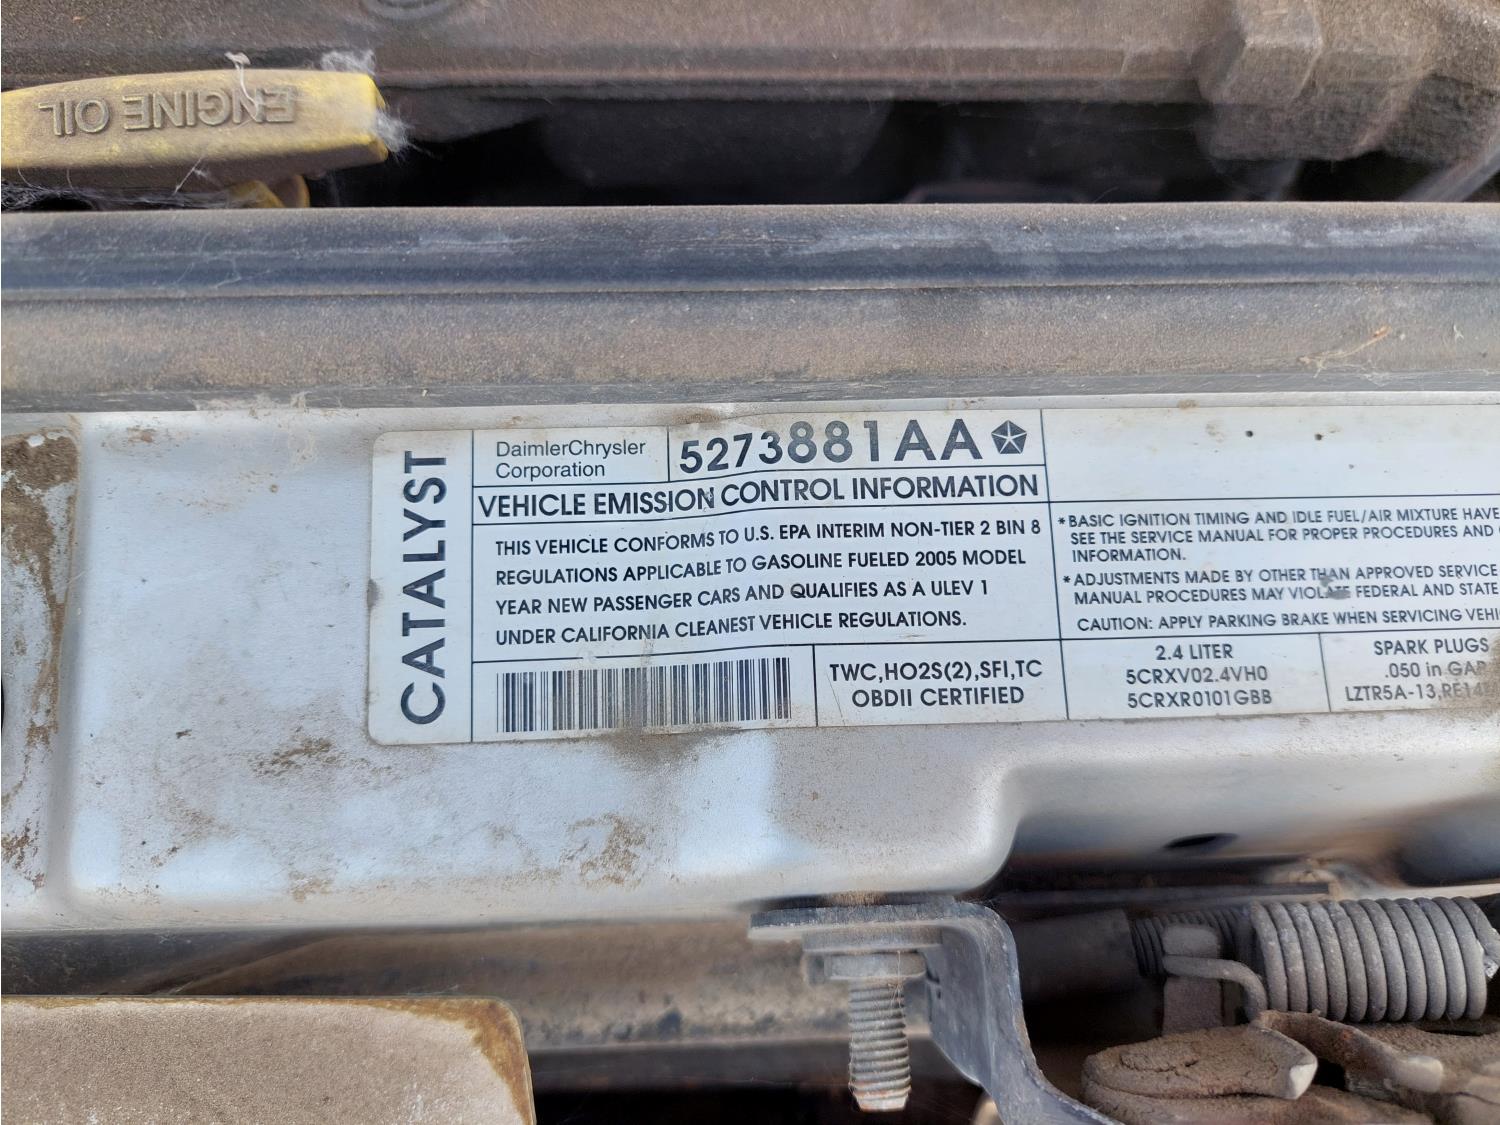 ENGINE OIL
CATALYST
DaimlerChrysler
Corporation
5273881AA
VEHICLE EMISSION CONTROL INFORMATION
THIS VEHICLE CONFORMS TO U.S. EPA INTERIM NON-TIER 2 BIN 8
REGULATIONS APPLICABLE TO GASOLINE FUELED 2005 MODEL
YEAR NEW PASSENGER CARS AND QUALIFIES AS A ULEV 1
UNDER CALIFORNIA CLEANEST VEHICLE REGULATIONS.
TWC,HO2S(2),SFI,TC
OBDII CERTIFIED
*BASIC IGNITION TIMING AND IDLE FUEL/AIR MIXTURE HAVE
SEE THE SERVICE MANUAL FOR PROPER PROCEDURES AND
INFORMATION.
*ADJUSTMENTS MADE BY OTHER THAN APPROVED SERVICE
MANUAL PROCEDURES MAY VIOLATE FEDERAL AND STATE
CAUTION: APPLY PARKING BRAKE WHEN SERVICING
2.4 LITER
5CRXV02.4VH0
5CRXR0101GBB
SPARK PLUGS
.050 in GAP
LZTR5A-13,